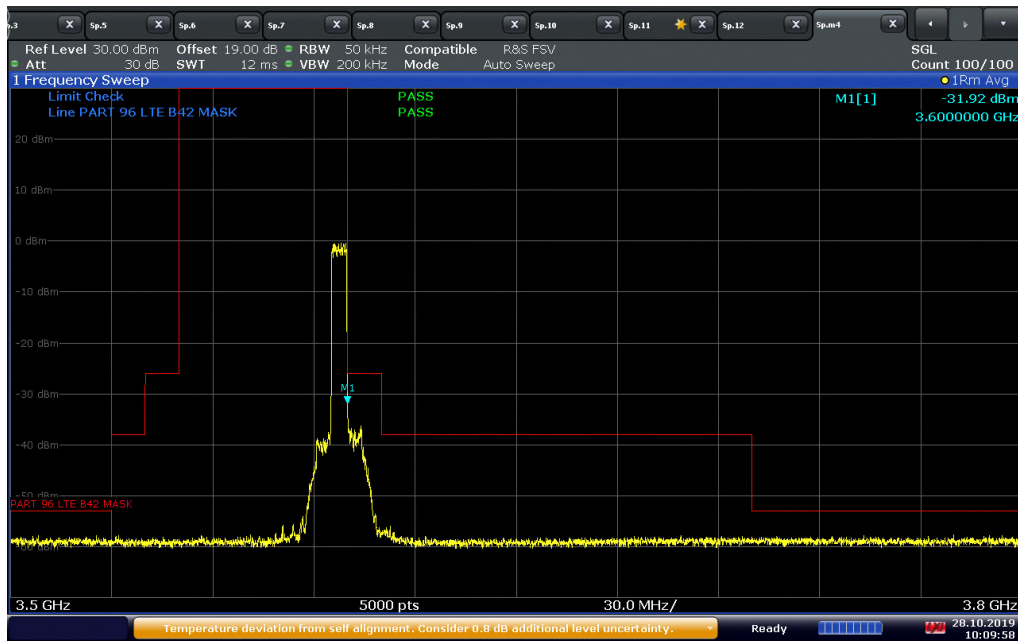 .3 X Sp.5 X Sp.6 X Sp.7 X Sp.8 X Sp.9 X Sp.10 X Sp.11 X Sp.12 X Sp.m4 X
Ref Level 30.00 dBm Offset 19.00 dB RBW 50 kHz Compatible R&S FSV SGL
Att 30 dB SWT 12 ms VBW 200 kHz Mode Auto Sweep Count 100/100
1 Frequency Sweep 1Rm Avg
Limit Check PASS M1[1] -31.92 dBm
Line PART 96 LTE B42 MASK PASS 3.6000000 GHz
20 dBm
10 dBm
0 dBm
-10 dBm
-20 dBm
-30 dBm
M1
-40 dBm
-50 dBm
PART 96 LTE B42 MASK
-60 dBm
3.5 GHz 5000 pts 30.0 MHz/ 3.8 GHz
Temperature deviation from self alignment. Consider 0.8 dB additional level uncertainty. Ready 28.10.2019
10:09:58